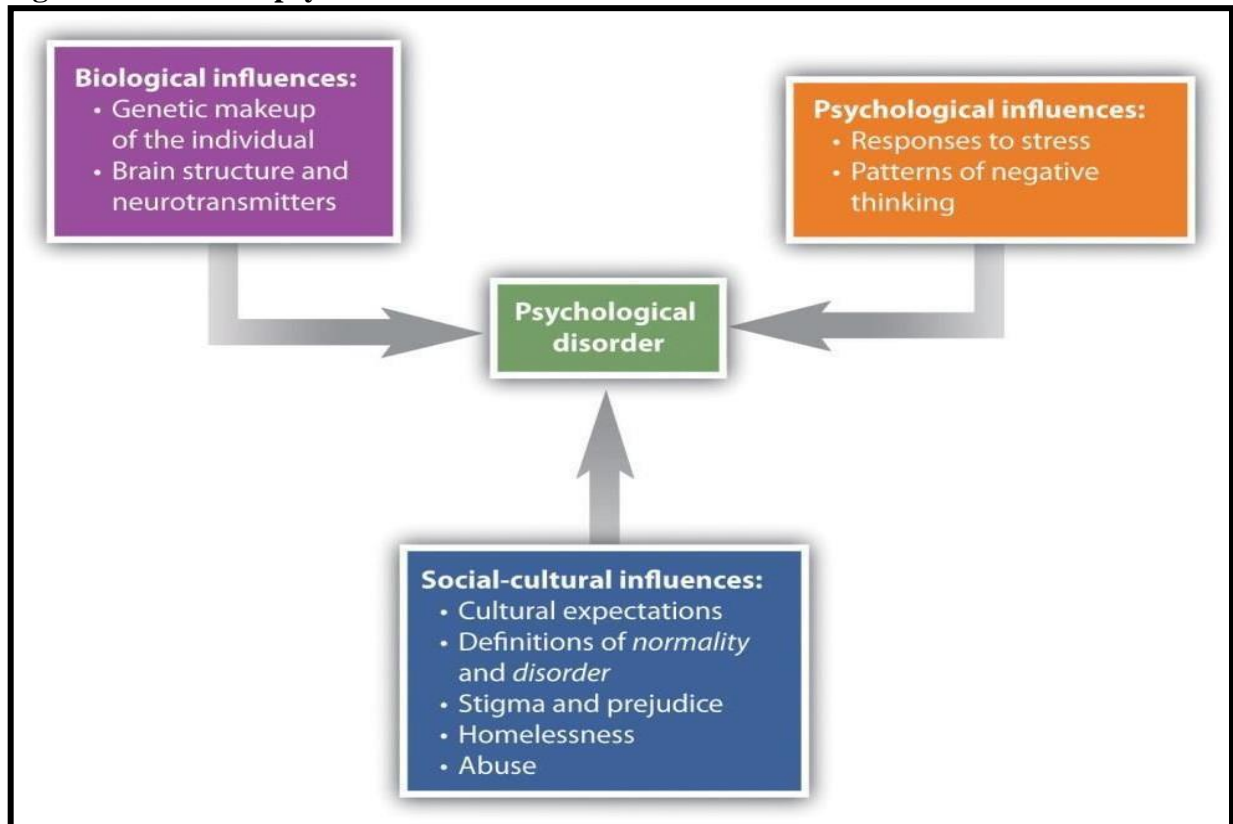 Biological influences:
• Genetic makeup
of the individual
• Brain structure and
neurotransmitters
Psychological influences:
• Responses to stress
• Patterns of negative
thinking
Psychological
disorder
Social-cultural influences:
• Cultural expectations
• Definitions of normality
and disorder
• Stigma and prejudice
• Homelessness
• Abuse